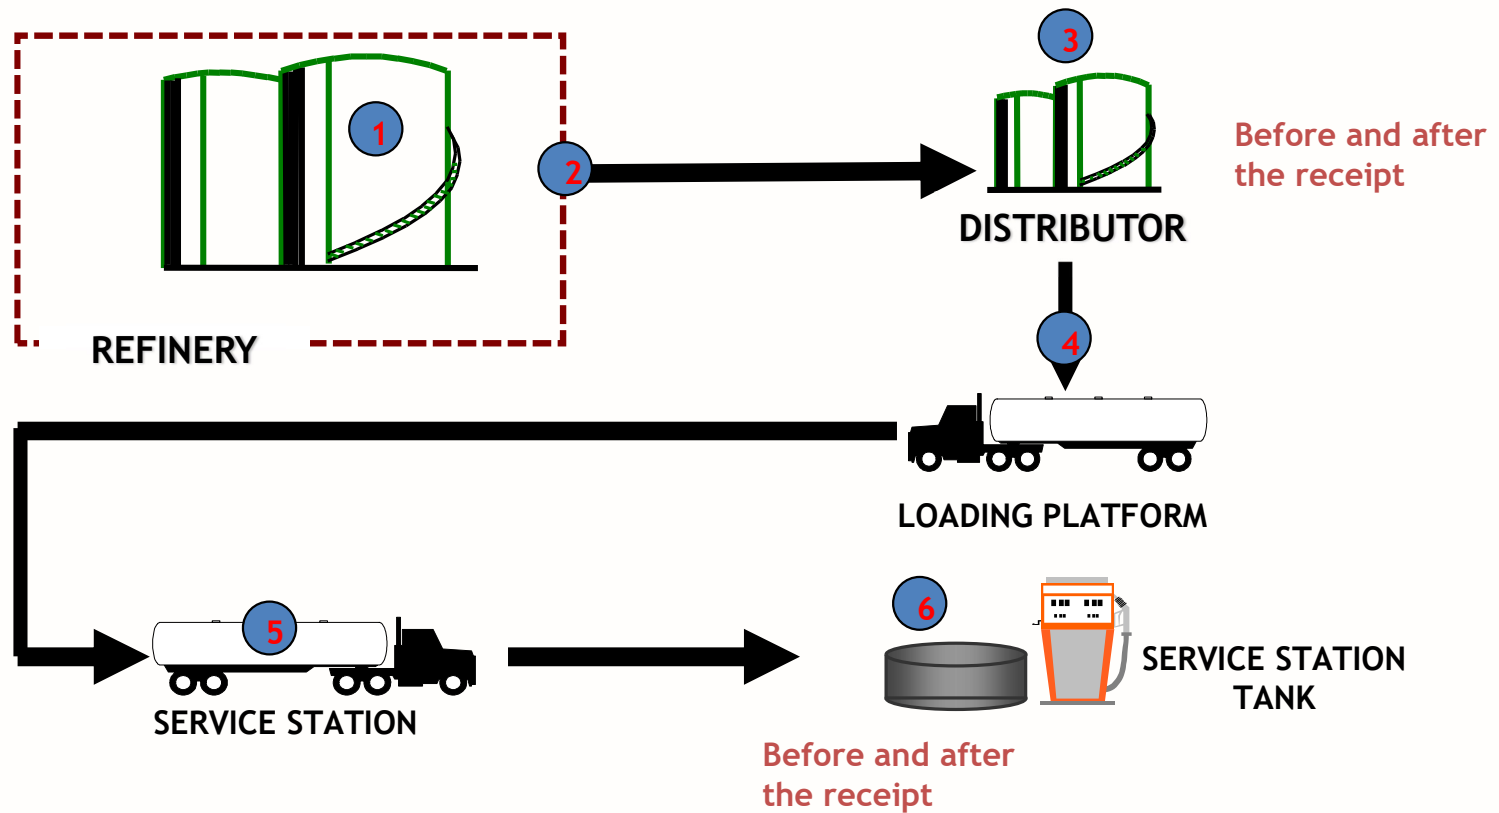 3
1
Before and after
the receipt
2
DISTRIBUTOR
4
REFINERY
LOADING PLATFORM
5
6
SERVICE STATION
TANK
SERVICE STATION
Before and after
the receipt